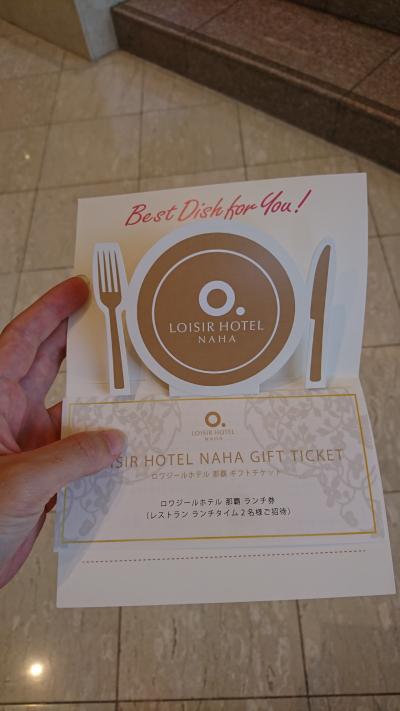 Best Dish for You!
LOISIR HOTEL
NAHA
LOISIR HOTEL
NAHA
ISIR HOTEL NAHA GIFT TICKET
ロワジールホテル 那覇 ギフトチケット
ロワジールホテル 那覇 ランチ券
(レストラン ランチタイム2名様ご招待)